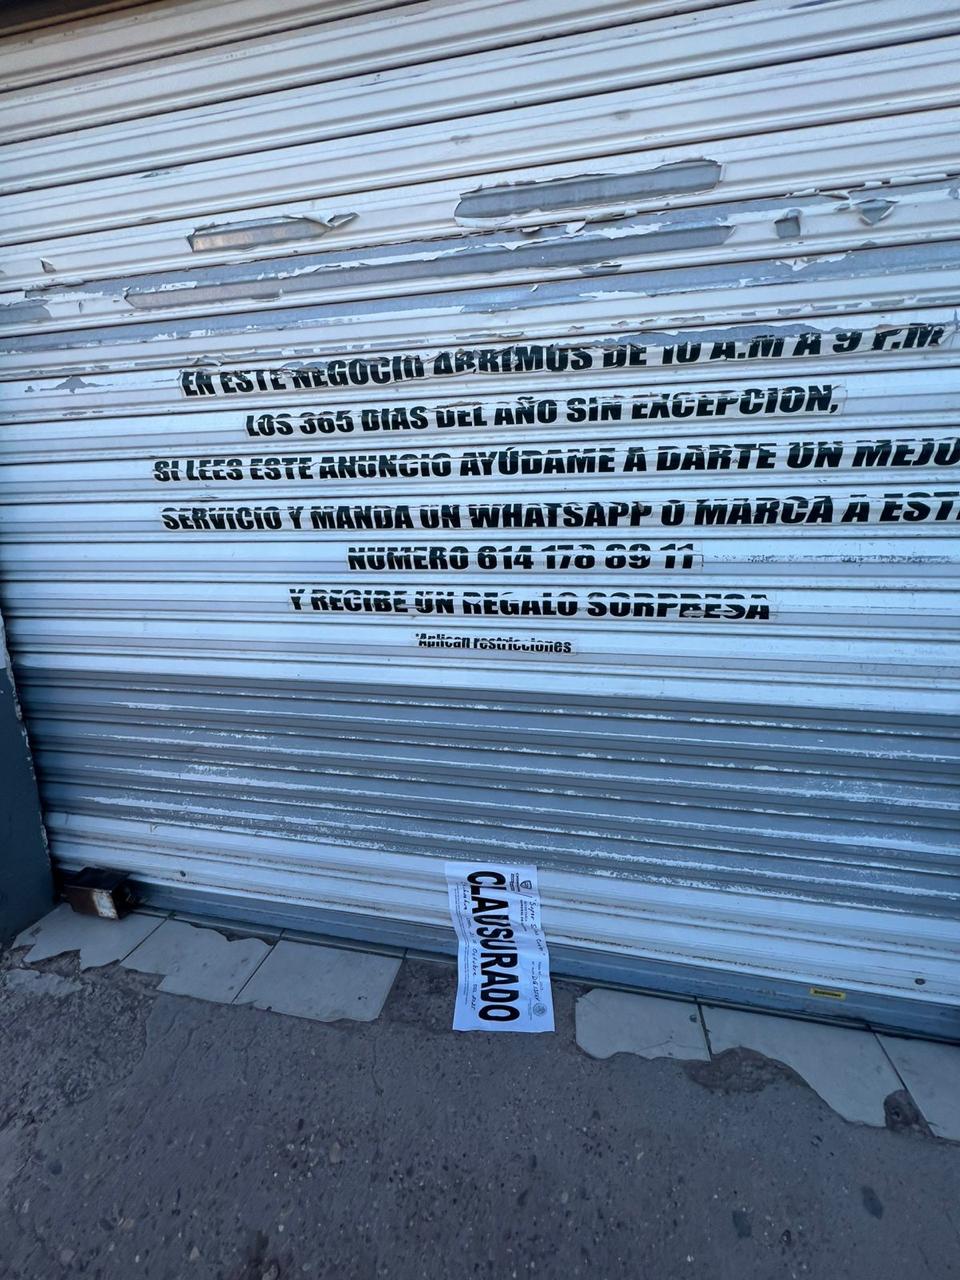 EN ESTE NEGOCIO ABRIMOS DE 10 A.M A 9 P.M
LOS 365 DIAS DEL AÑO SIN EXCEPCION,
SI LEES ESTE ANUNCIO AYÚDAME A DARTE UN MEJO
SERVICIO Y MANDA UN WHATSAPP O MARCA A EST
NUMERO 614 178 89 11
Y RECIBE UN REGALO SORPRESA
*Aplican restricciones
CLAUSURADO